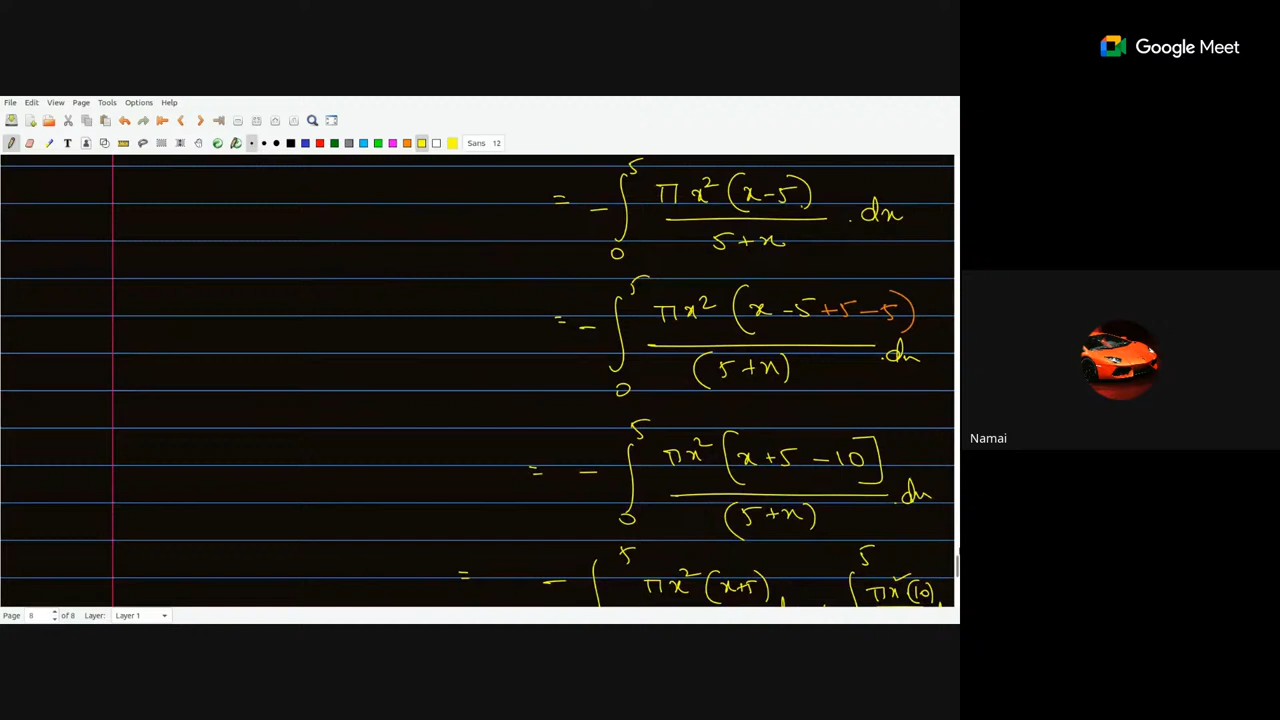 Google Meet
File Edit View Page Tools Options Help
Sans 12
= - ∫₀⁵ πx² (x-5) / 5+x . dx
= - ∫₀⁵ πx² (x -5 +5 -5) / (5+x) . dx
= - ∫₀⁵ πx² [x+5 -10] / (5+x) . dx
= - ∫⁵ πx² (x+5) ∫⁵ πx² (10)
Namai
Page 8 of 8 Layer: Layer 1